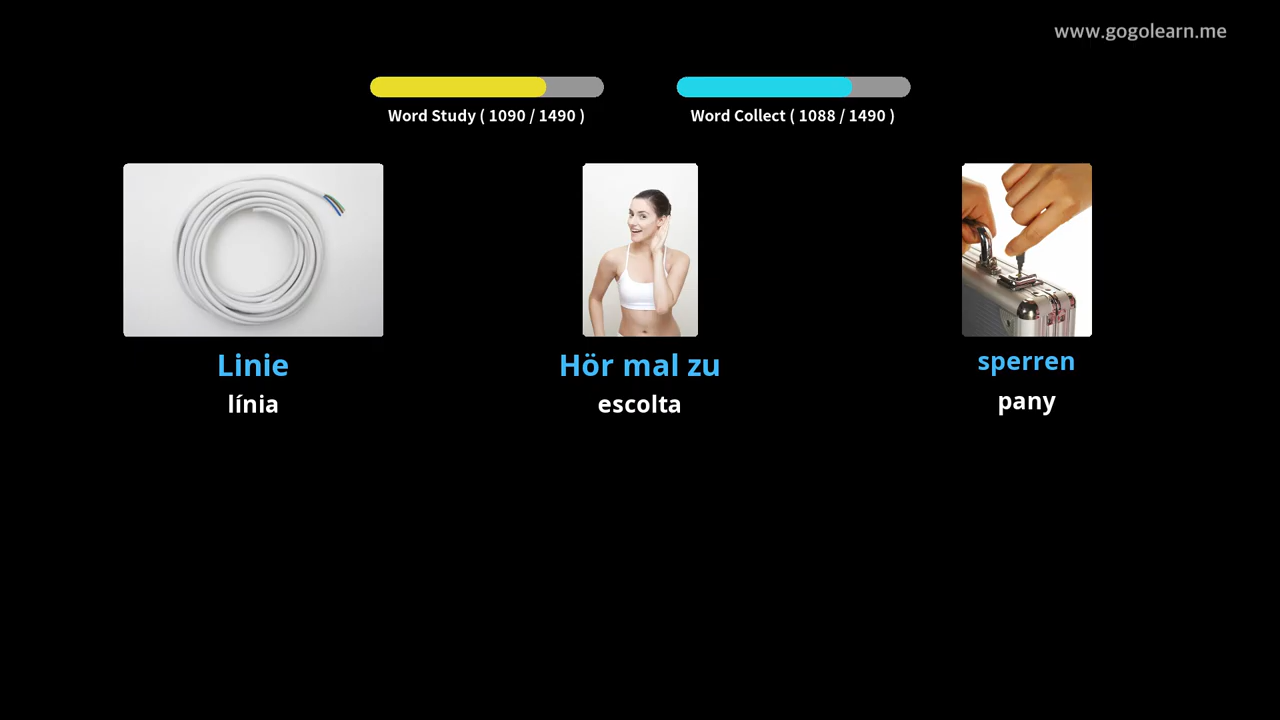 www.gogolearn.me
Word Study ( 1090 / 1490 )
Word Collect ( 1088 / 1490 )
Linie
línia
Hör mal zu
escolta
sperren
pany